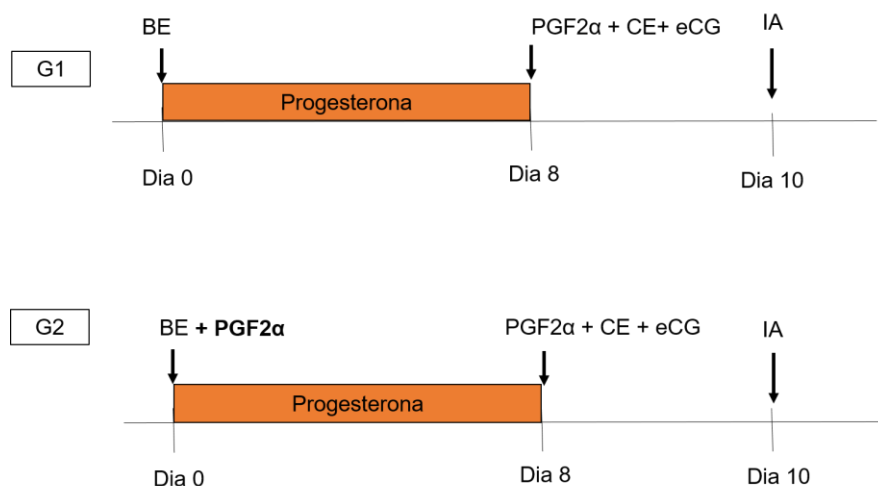 BE
PGF2α + CE+ eCG
IA
G1
Progesterona
Dia 0
Dia 8
Dia 10
G2
BE + PGF2α
PGF2α + CE + eCG
IA
Progesterona
Dia 0
Dia 8
Dia 10